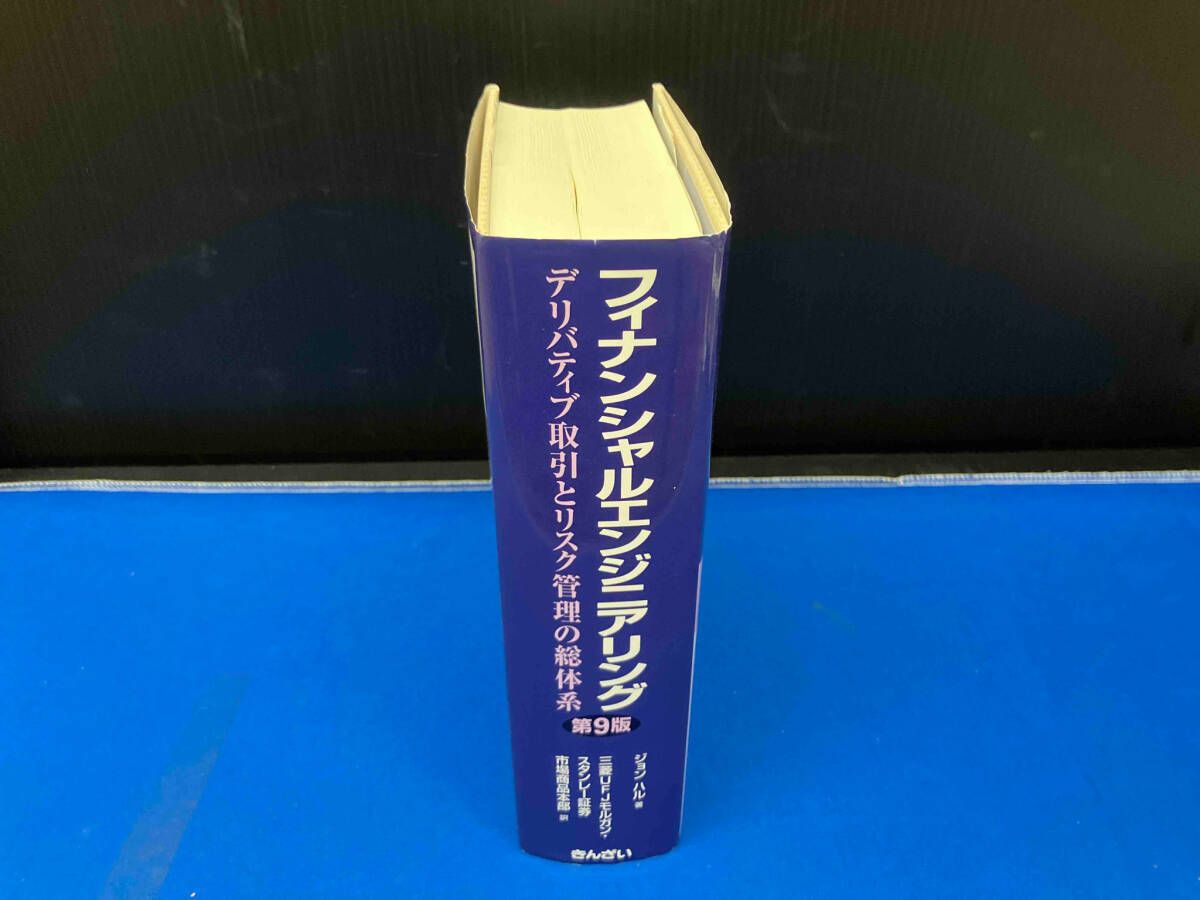 フィナンシャルエンジニアリング
デリバティブ取引とリスク管理の総体系
第9版
ジョン ハル 著
三菱UFJモルガン・
スタンレー証券
市場商品本部 訳
きんざい